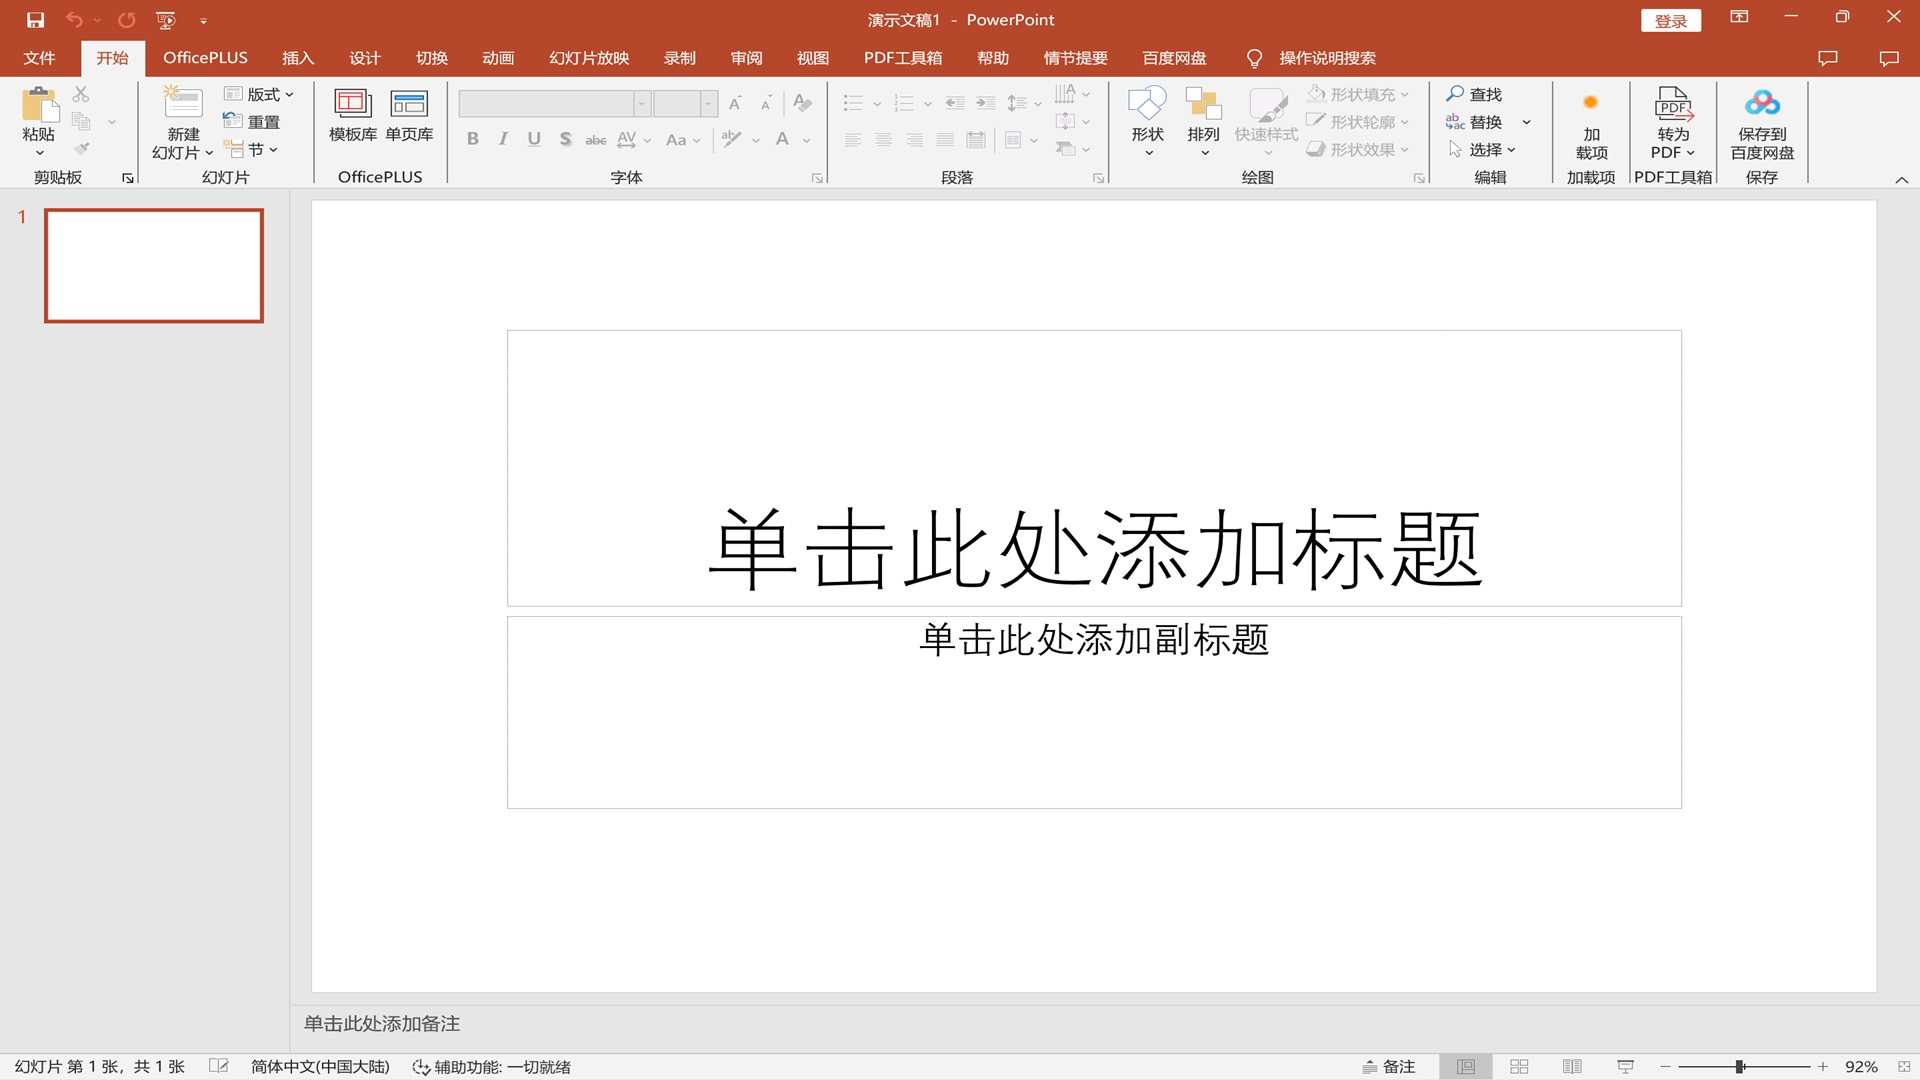 演示文稿1 - PowerPoint
登录
文件 开始 OfficePLUS 插入 设计 切换 动画 幻灯片放映 录制 审阅 视图 PDF工具箱 帮助 情节提要 百度网盘 操作说明搜索
粘贴
剪贴板
新建
幻灯片
版式
重置
节
幻灯片
模板库 单页库
OfficePLUS
A A A
B I U S abc AV Aa ab A
字体
段落
形状 排列 快速样式
形状填充
形状轮廓
形状效果
绘图
查找
替换
选择
编辑
加
载项
加载项
转为
PDF
PDF工具箱
保存到
百度网盘
保存
1
单击此处添加标题
单击此处添加副标题
单击此处添加备注
幻灯片 第 1 张，共 1 张 简体中文(中国大陆) 辅助功能: 一切就绪 备注 92%